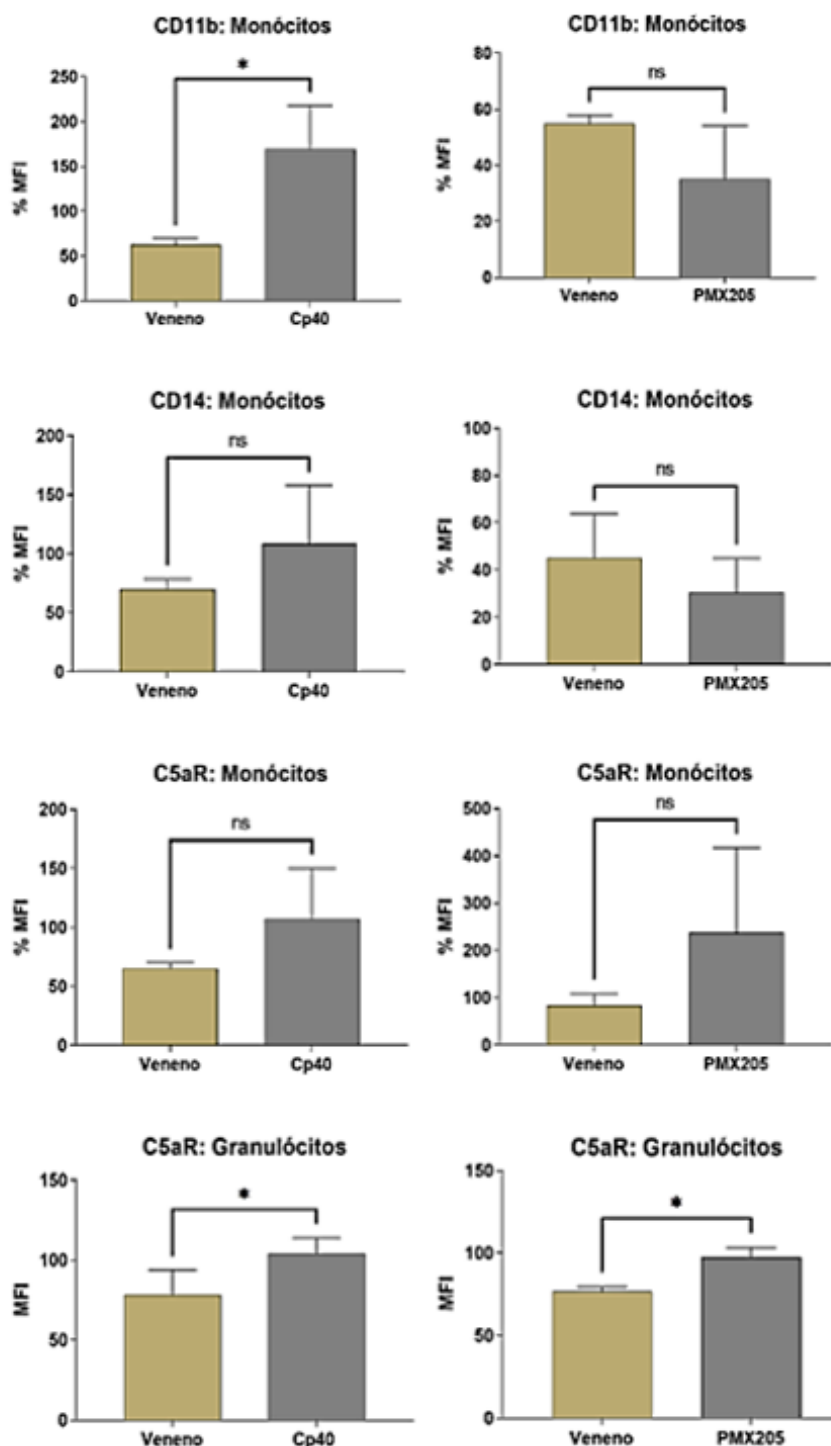 CD11b: Monócitos
*
250
200
150
100
50
0
% MFI
Veneno
Cp40
CD11b: Monócitos
ns
80
60
40
20
0
% MFI
Veneno
PMX205
CD14: Monócitos
ns
200
150
100
50
0
% MFI
Veneno
Cp40
CD14: Monócitos
ns
100
80
60
40
20
0
% MFI
Veneno
PMX205
C5aR: Monócitos
ns
200
150
100
50
0
% MFI
Veneno
Cp40
C5aR: Monócitos
ns
500
400
300
200
100
0
% MFI
Veneno
PMX205
C5aR: Granulócitos
*
150
100
50
0
MFI
Veneno
Cp40
C5aR: Granulócitos
*
150
100
50
0
MFI
Veneno
PMX205